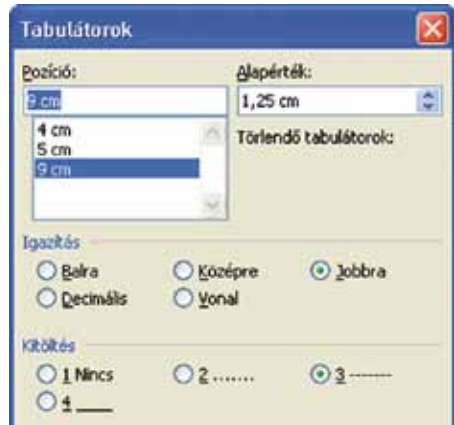 Tabulátorok
Pozíció: Alapérték:
9 cm 1,25 cm
4 cm Törlendő tabulátorok:
5 cm
9 cm
Igazítás
Balra Középre Jobbra
Decimális Vonal
Kitöltés
1 Nincs 2 ....... 3 -------
4 ____